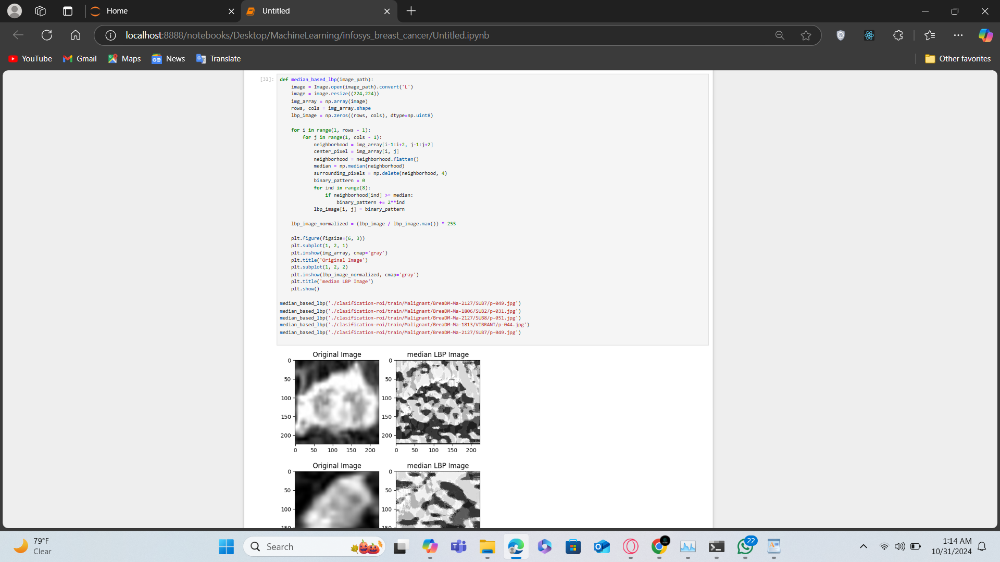 Home
Untitled
localhost:8888/notebooks/Desktop/MachineLearning/infosys_breast_cancer/Untitled.ipynb
YouTube
Gmail
Maps
News
Translate
Other favorites
[31]:
def median_based_lbp(image_path):
    image = Image.open(image_path).convert('L')
    image = image.resize((224,224))
    img_array = np.array(image)
    rows, cols = img_array.shape
    lbp_image = np.zeros((rows, cols), dtype=np.uint8)
    for i in range(1, rows - 1):
        for j in range(1, cols - 1):
            neighborhood = img_array[i-1:i+2, j-1:j+2]
            center_pixel = img_array[i, j]
            neighborhood = neighborhood.flatten()
            median = np.median(neighborhood)
            surrounding_pixels = np.delete(neighborhood, 4)
            binary_pattern = 0
            for ind in range(8):
                if neighborhood[ind] >= median:
                    binary_pattern += 2**ind
            lbp_image[i, j] = binary_pattern
    lbp_image_normalized = (lbp_image / lbp_image.max()) * 255
    plt.figure(figsize=(6, 3))
    plt.subplot(1, 2, 1)
    plt.imshow(img_array, cmap='gray')
    plt.title('Original Image')
    plt.subplot(1, 2, 2)
    plt.imshow(lbp_image_normalized, cmap='gray')
    plt.title('median LBP Image')
    plt.show()
median_based_lbp('./clasification-roi/train/Malignant/BreaDM-Ma-2127/SUB7/p-049.jpg')
median_based_lbp('./clasification-roi/train/Malignant/BreaDM-Ma-1806/SUB2/p-031.jpg')
median_based_lbp('./clasification-roi/train/Malignant/BreaDM-Ma-2127/SUB8/p-051.jpg')
median_based_lbp('./clasification-roi/train/Malignant/BreaDM-Ma-1813/VIBRANT/p-044.jpg')
median_based_lbp('./clasification-roi/train/Malignant/BreaDM-Ma-2127/SUB7/p-049.jpg')
Original Image
0
50
100
150
200
0 50 100 150 200
median LBP Image
0
50
100
150
200
0 50 100 150 200
Original Image
0
50
100
150
median LBP Image
0
50
100
150
79°F
Clear
Search
22
1:14 AM
10/31/2024